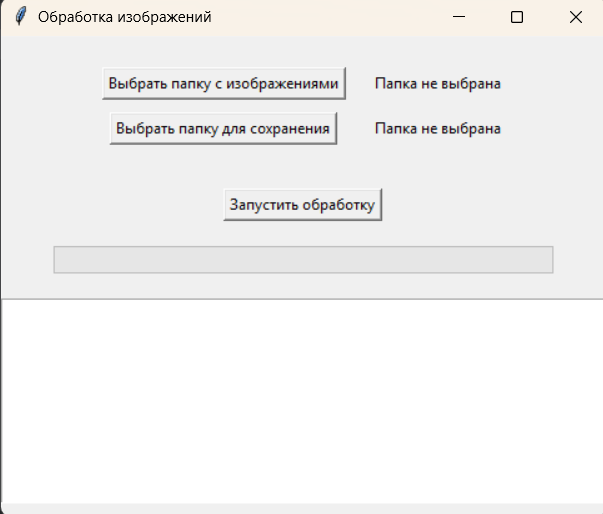 Обработка изображений
Выбрать папку с изображениями Папка не выбрана
Выбрать папку для сохранения Папка не выбрана
Запустить обработку